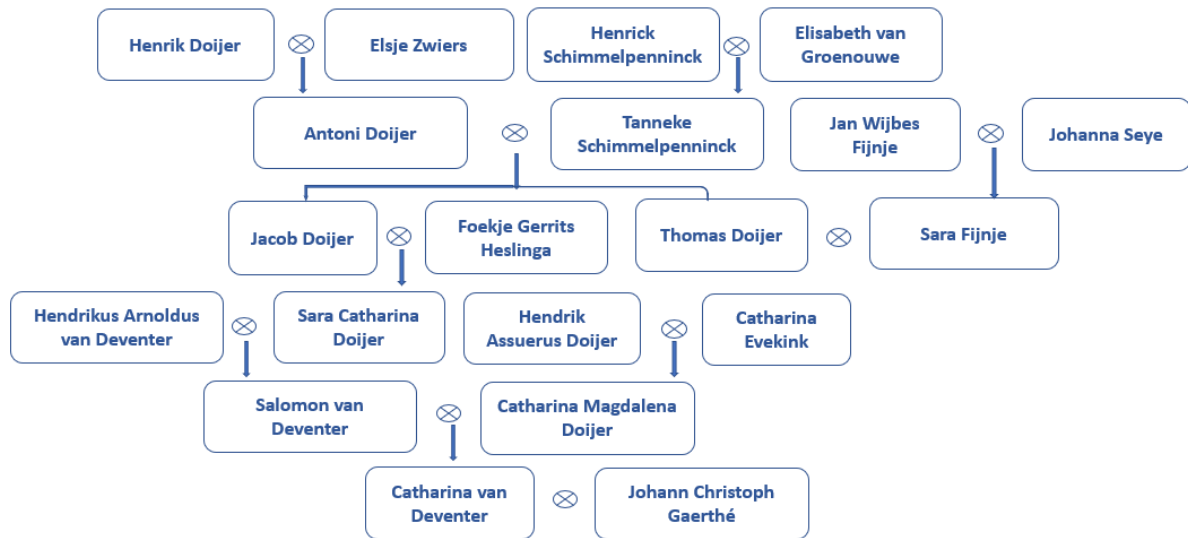 Henrik Doijer
Elsje Zwiers
Henrick
Schimmelpenninck
Elisabeth van
Groenouwe
Antoni Doijer
Tanneke
Schimmelpenninck
Jan Wijbes
Fijnje
Johanna Seye
Jacob Doijer
Foekje Gerrits
Heslinga
Thomas Doijer
Sara Fijnje
Hendrikus Arnoldus
van Deventer
Sara Catharina
Doijer
Hendrik
Assuerus Doijer
Catharina
Evekink
Salomon van
Deventer
Catharina Magdalena
Doijer
Catharina van
Deventer
Johann Christoph
Gaerthé